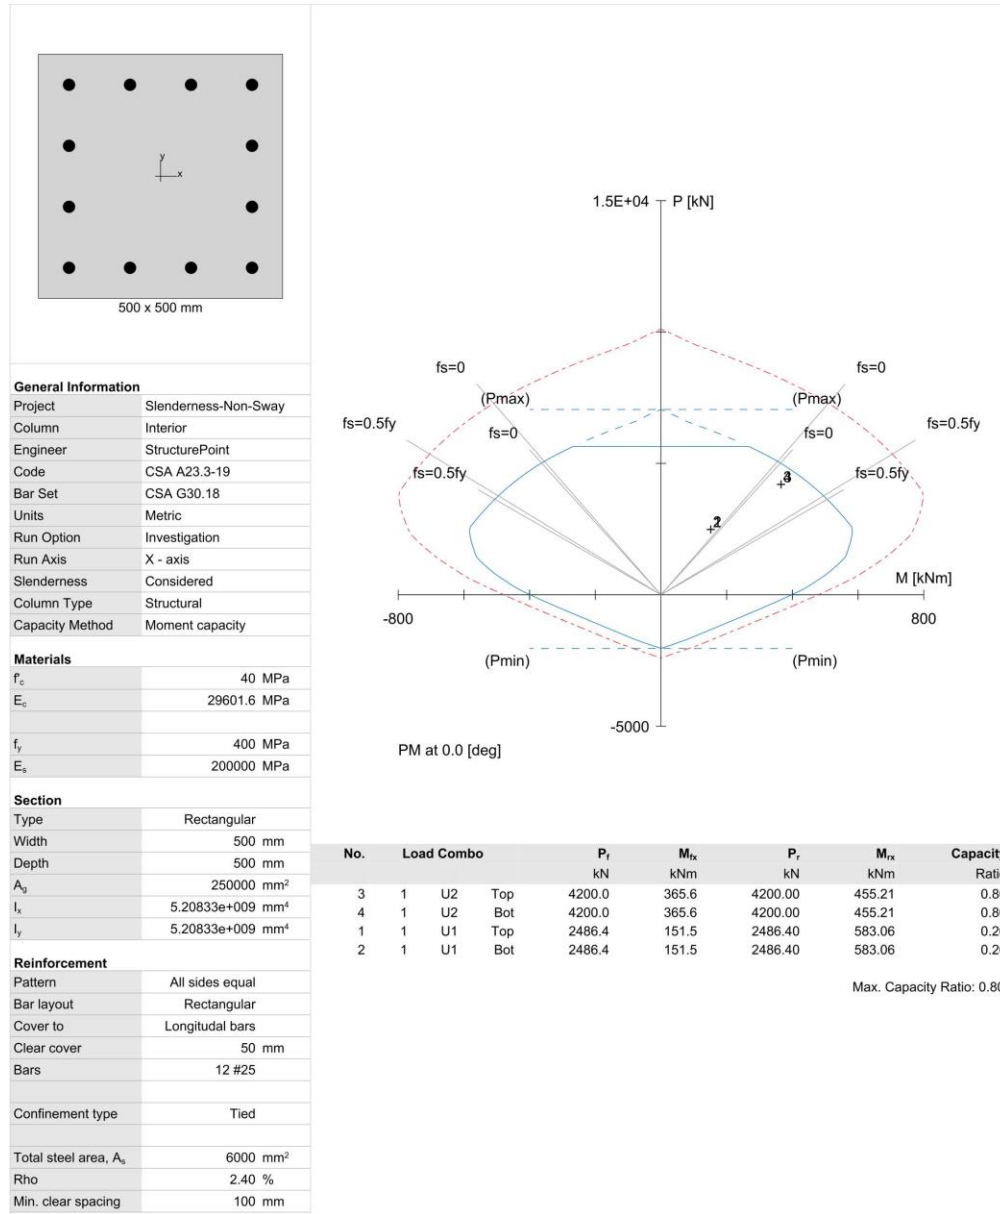 y
x
500 x 500 mm
General Information
Project Slenderness-Non-Sway
Column Interior
Engineer StructurePoint
Code CSA A23.3-19
Bar Set CSA G30.18
Units Metric
Run Option Investigation
Run Axis X - axis
Slenderness Considered
Column Type Structural
Capacity Method Moment capacity
Materials
f'c 40 MPa
Ec 29601.6 MPa
fy 400 MPa
Es 200000 MPa
Section
Type Rectangular
Width 500 mm
Depth 500 mm
Ag 250000 mm²
Ix 5.20833e+009 mm⁴
Iy 5.20833e+009 mm⁴
Reinforcement
Pattern All sides equal
Bar layout Rectangular
Cover to Longitudal bars
Clear cover 50 mm
Bars 12 #25
Confinement type Tied
Total steel area, As 6000 mm²
Rho 2.40 %
Min. clear spacing 100 mm
1.5E+04 P [kN]
fs=0 fs=0
(Pmax) (Pmax)
fs=0.5fy fs=0 fs=0 fs=0.5fy
fs=0.5fy fs=0.5fy
M [kNm]
-800 800
(Pmin) (Pmin)
-5000
PM at 0.0 [deg]
No. Load Combo Pf Mfx Pr Mrx Capacity
kN kNm kN kNm
3 1 U2 Top 4200.0 365.6 4200.00 455.21
4 1 U2 Bot 4200.0 365.6 4200.00 455.21
1 1 U1 Top 2486.4 151.5 2486.40 583.06
2 1 U1 Bot 2486.4 151.5 2486.40 583.06
Max. Capacity Ratio: 0.80